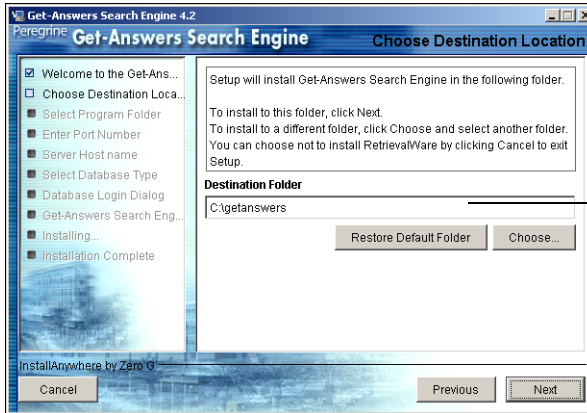 Get-Answers Search Engine 4.2
Peregrine Get-Answers Search Engine
Choose Destination Location
Welcome to the Get-Ans...
Choose Destination Loca...
Select Program Folder
Enter Port Number
Server Host name
Select Database Type
Database Login Dialog
Get-Answers Search Eng...
Installing...
Installation Complete
Setup will install Get-Answers Search Engine in the following folder.
To install to this folder, click Next.
To install to a different folder, click Choose and select another folder.
You can choose not to install RetrievalWare by clicking Cancel to exit
Setup.
Destination Folder
C:\getanswers
Restore Default Folder
Choose...
InstallAnywhere by Zero G
Cancel
Previous
Next